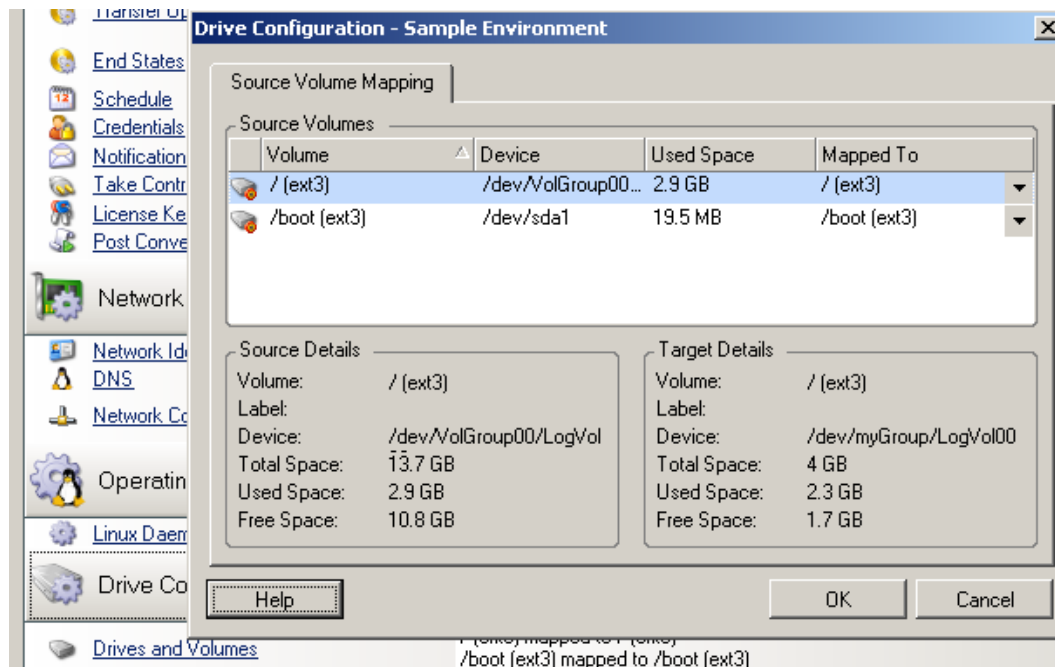 Drive Configuration - Sample Environment
End States
Schedule
Credentials
Notification
Take Contr
License Ke
Post Conve
Network
Network Ide
DNS
Network Co
Operatin
Linux Daem
Drive Co
Drives and Volumes
Source Volume Mapping
Source Volumes
Volume Device Used Space Mapped To
/ (ext3) /dev/VolGroup00... 2.9 GB / (ext3)
/boot (ext3) /dev/sda1 19.5 MB /boot (ext3)
Source Details
Volume: / (ext3)
Label:
Device: /dev/VolGroup00/LogVol
Total Space: 13.7 GB
Used Space: 2.9 GB
Free Space: 10.8 GB
Target Details
Volume: / (ext3)
Label:
Device: /dev/myGroup/LogVol00
Total Space: 4 GB
Used Space: 2.3 GB
Free Space: 1.7 GB
Help OK Cancel
/boot (ext3) mapped to /boot (ext3)